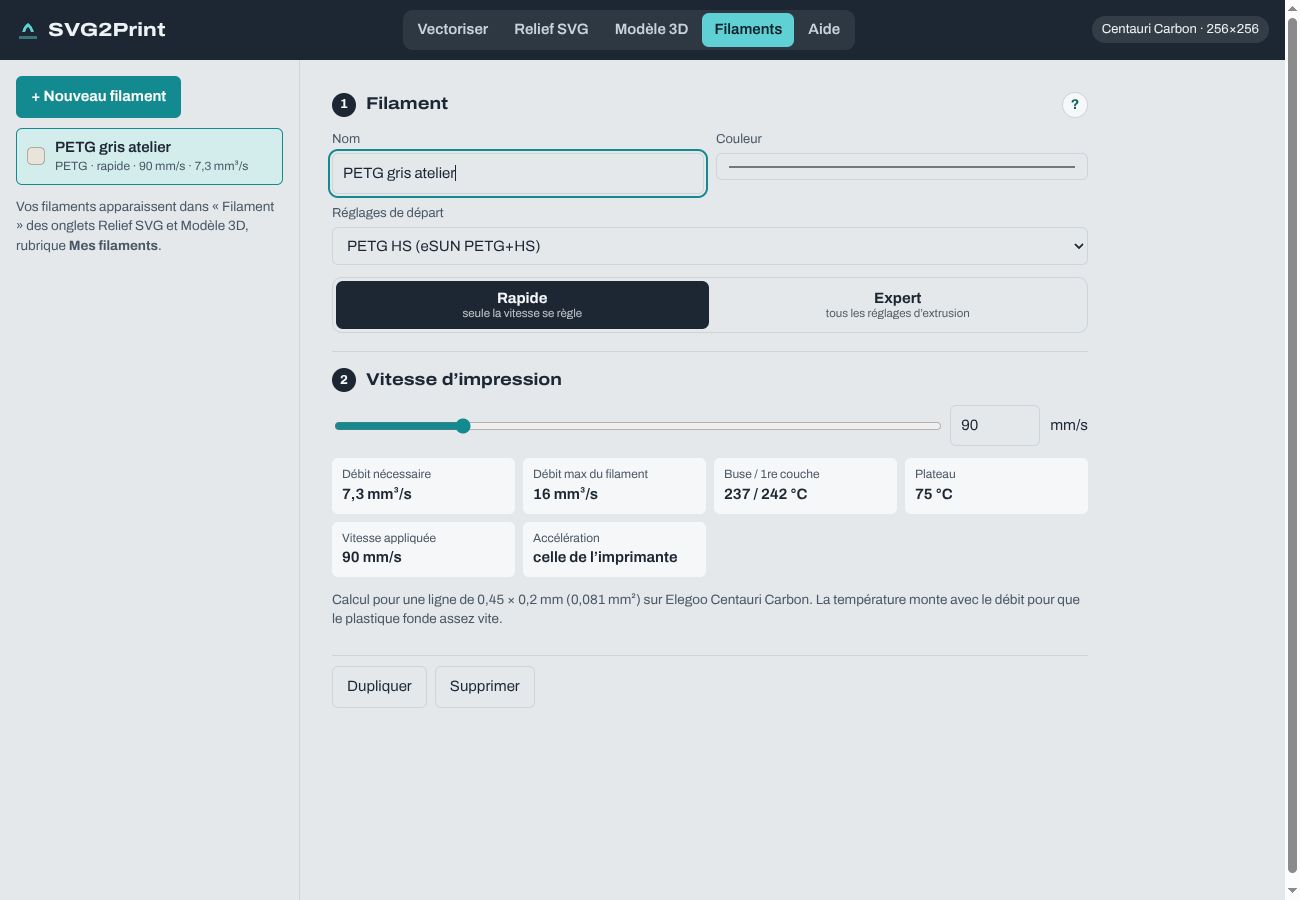 SVG2Print
Vectoriser
Relief SVG
Modèle 3D
Filaments
Aide
Centauri Carbon · 256×256
+ Nouveau filament
PETG gris atelier
PETG · rapide · 90 mm/s · 7,3 mm³/s
Vos filaments apparaissent dans « Filament
» des onglets Relief SVG et Modèle 3D,
rubrique Mes filaments.
1 Filament
?
Nom
Couleur
PETG gris atelier
Réglages de départ
PETG HS (eSUN PETG+HS)
Rapide
seule la vitesse se règle
Expert
tous les réglages d’extrusion
2 Vitesse d’impression
90 mm/s
Débit nécessaire
7,3 mm³/s
Débit max du filament
16 mm³/s
Buse / 1re couche
237 / 242 °C
Plateau
75 °C
Vitesse appliquée
90 mm/s
Accélération
celle de l’imprimante
Calcul pour une ligne de 0,45 × 0,2 mm (0,081 mm²) sur Elegoo Centauri Carbon. La température monte avec le débit pour que
le plastique fonde assez vite.
Dupliquer
Supprimer